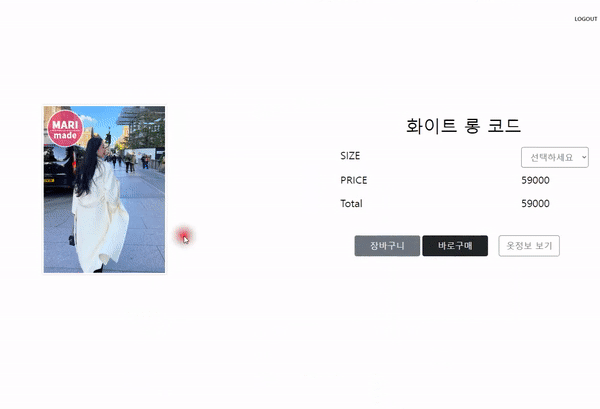 LOGOUT
MARI
made
화이트 롱 코드
SIZE 선택하세요
PRICE 59000
Total 59000
장바구니 바로구매 옷정보 보기